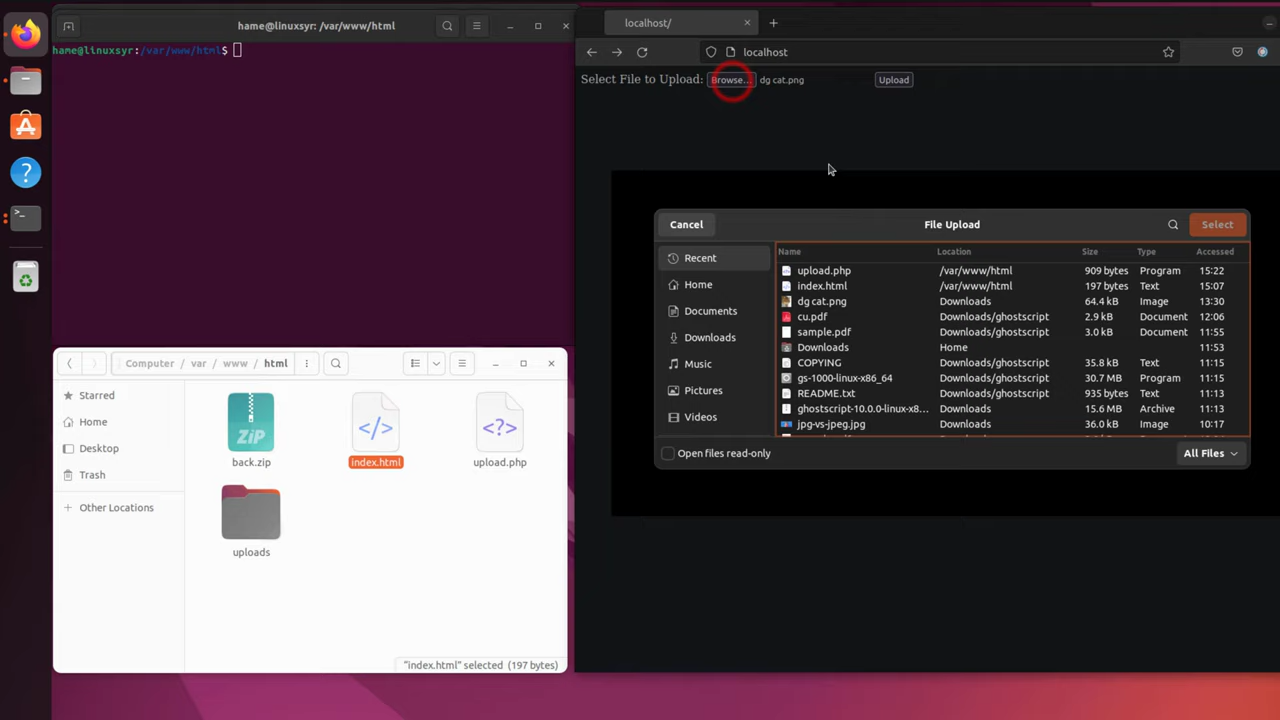 hame@linuxsyr: /var/www/html
hame@linuxsyr:/var/www/html$
Computer / var / www / html
Starred
Home
Desktop
Trash
+ Other Locations
back.zip
index.html
upload.php
uploads
"index.html" selected (197 bytes)
localhost/
localhost
Select File to Upload: Browse... dg cat.png Upload
Cancel File Upload Select
Recent
Home
Documents
Downloads
Music
Pictures
Videos
Name Location Size Type Accessed
upload.php /var/www/html 909 bytes Program 15:22
index.html /var/www/html 197 bytes Text 15:07
dg cat.png Downloads 64.4 kB Image 13:30
cu.pdf Downloads/ghostscript 2.9 kB Document 12:06
sample.pdf Downloads/ghostscript 3.0 kB Document 11:55
Downloads Home 11:53
COPYING Downloads/ghostscript 35.8 kB Text 11:15
gs-1000-linux-x86_64 Downloads/ghostscript 30.7 MB Program 11:15
README.txt Downloads/ghostscript 935 bytes Text 11:13
ghostscript-10.0.0-linux-x8... Downloads 15.6 MB Archive 11:13
jpg-vs-jpeg.jpg Downloads 36.0 kB Image 10:17
Open files read-only All Files